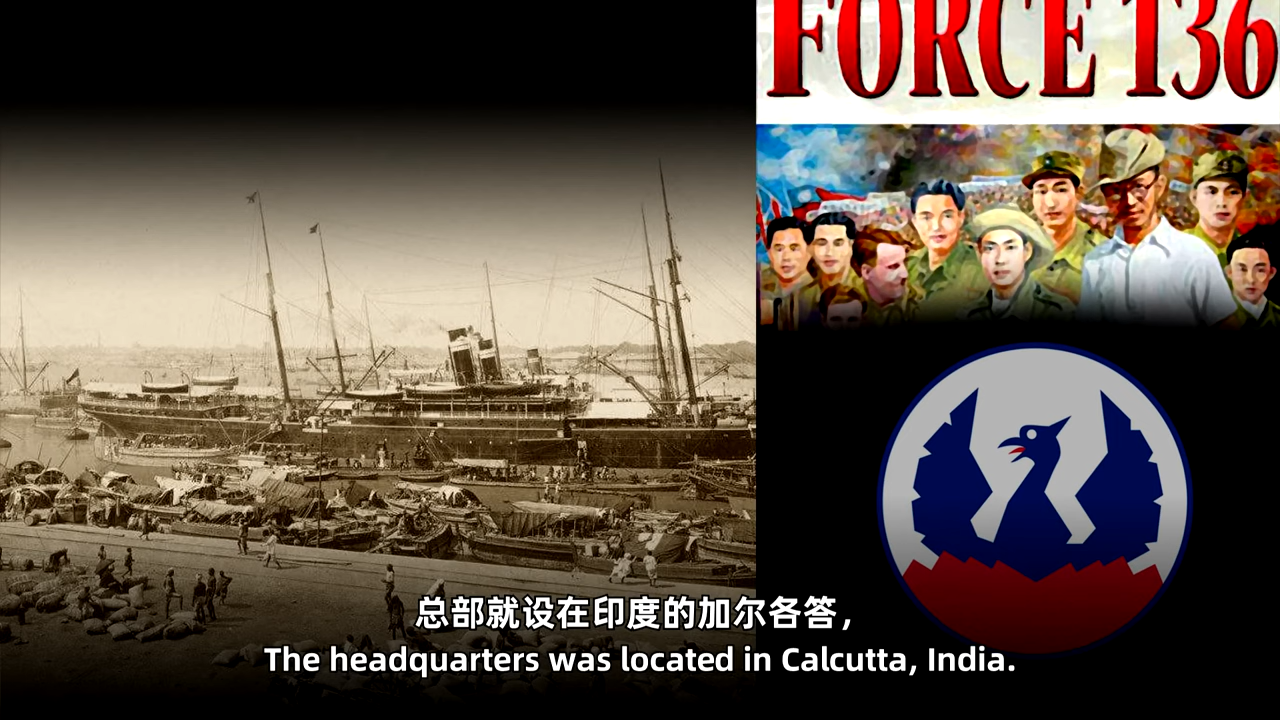 FORCE 136
总部就设在印度的加尔各答，
The headquarters was located in Calcutta, India.